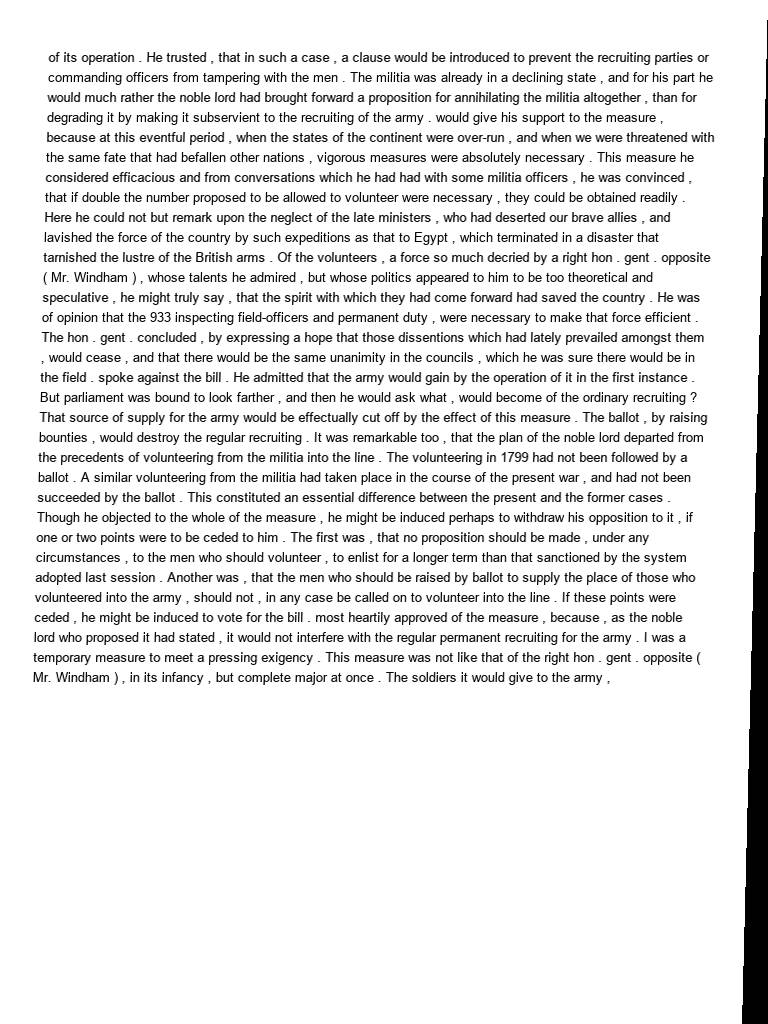 of its operation . He trusted , that in such a case , a clause would be introduced to prevent the recruiting parties or
commanding officers from tampering with the men . The militia was already in a declining state , and for his part he
would much rather the noble lord had brought forward a proposition for annihilating the militia altogether , than for
degrading it by making it subservient to the recruiting of the army . would give his support to the measure ,
because at this eventful period , when the states of the continent were over-run , and when we were threatened with
the same fate that had befallen other nations , vigorous measures were absolutely necessary . This measure he
considered efficacious and from conversations which he had had with some militia officers , he was convinced ,
that if double the number proposed to be allowed to volunteer were necessary , they could be obtained readily .
Here he could not but remark upon the neglect of the late ministers , who had deserted our brave allies , and
lavished the force of the country by such expeditions as that to Egypt , which terminated in a disaster that
tarnished the lustre of the British arms . Of the volunteers , a force so much decried by a right hon . gent . opposite
( Mr. Windham ) , whose talents he admired , but whose politics appeared to him to be too theoretical and
speculative , he might truly say , that the spirit with which they had come forward had saved the country . He was
of opinion that the 933 inspecting field-officers and permanent duty , were necessary to make that force efficient .
The hon . gent . concluded , by expressing a hope that those dissentions which had lately prevailed amongst them
, would cease , and that there would be the same unanimity in the councils , which he was sure there would be in
the field . spoke against the bill . He admitted that the army would gain by the operation of it in the first instance .
But parliament was bound to look farther , and then he would ask what , would become of the ordinary recruiting ?
That source of supply for the army would be effectually cut off by the effect of this measure . The ballot , by raising
bounties , would destroy the regular recruiting . It was remarkable too , that the plan of the noble lord departed from
the precedents of volunteering from the militia into the line . The volunteering in 1799 had not been followed by a
ballot . A similar volunteering from the militia had taken place in the course of the present war , and had not been
succeeded by the ballot . This constituted an essential difference between the present and the former cases .
Though he objected to the whole of the measure , he might be induced perhaps to withdraw his opposition to it , if
one or two points were to be ceded to him . The first was , that no proposition should be made , under any
circumstances , to the men who should volunteer , to enlist for a longer term than that sanctioned by the system
adopted last session . Another was , that the men who should be raised by ballot to supply the place of those who
volunteered into the army , should not , in any case be called on to volunteer into the line . If these points were
ceded , he might be induced to vote for the bill . most heartily approved of the measure , because , as the noble
lord who proposed it had stated , it would not interfere with the regular permanent recruiting for the army . I was a
temporary measure to meet a pressing exigency . This measure was not like that of the right hon . gent . opposite (
Mr. Windham ) , in its infancy , but complete major at once . The soldiers it would give to the army ,